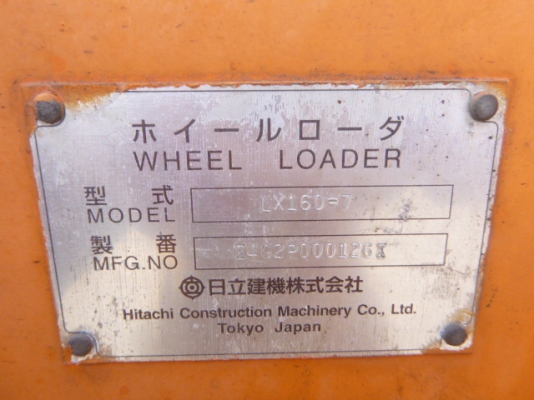 ホイールローダ
WHEEL LOADER
型式 LX160-7
MODEL
製番
MFG.NO
日立建機株式会社
Hitachi Construction Machinery Co., Ltd.
Tokyo Japan